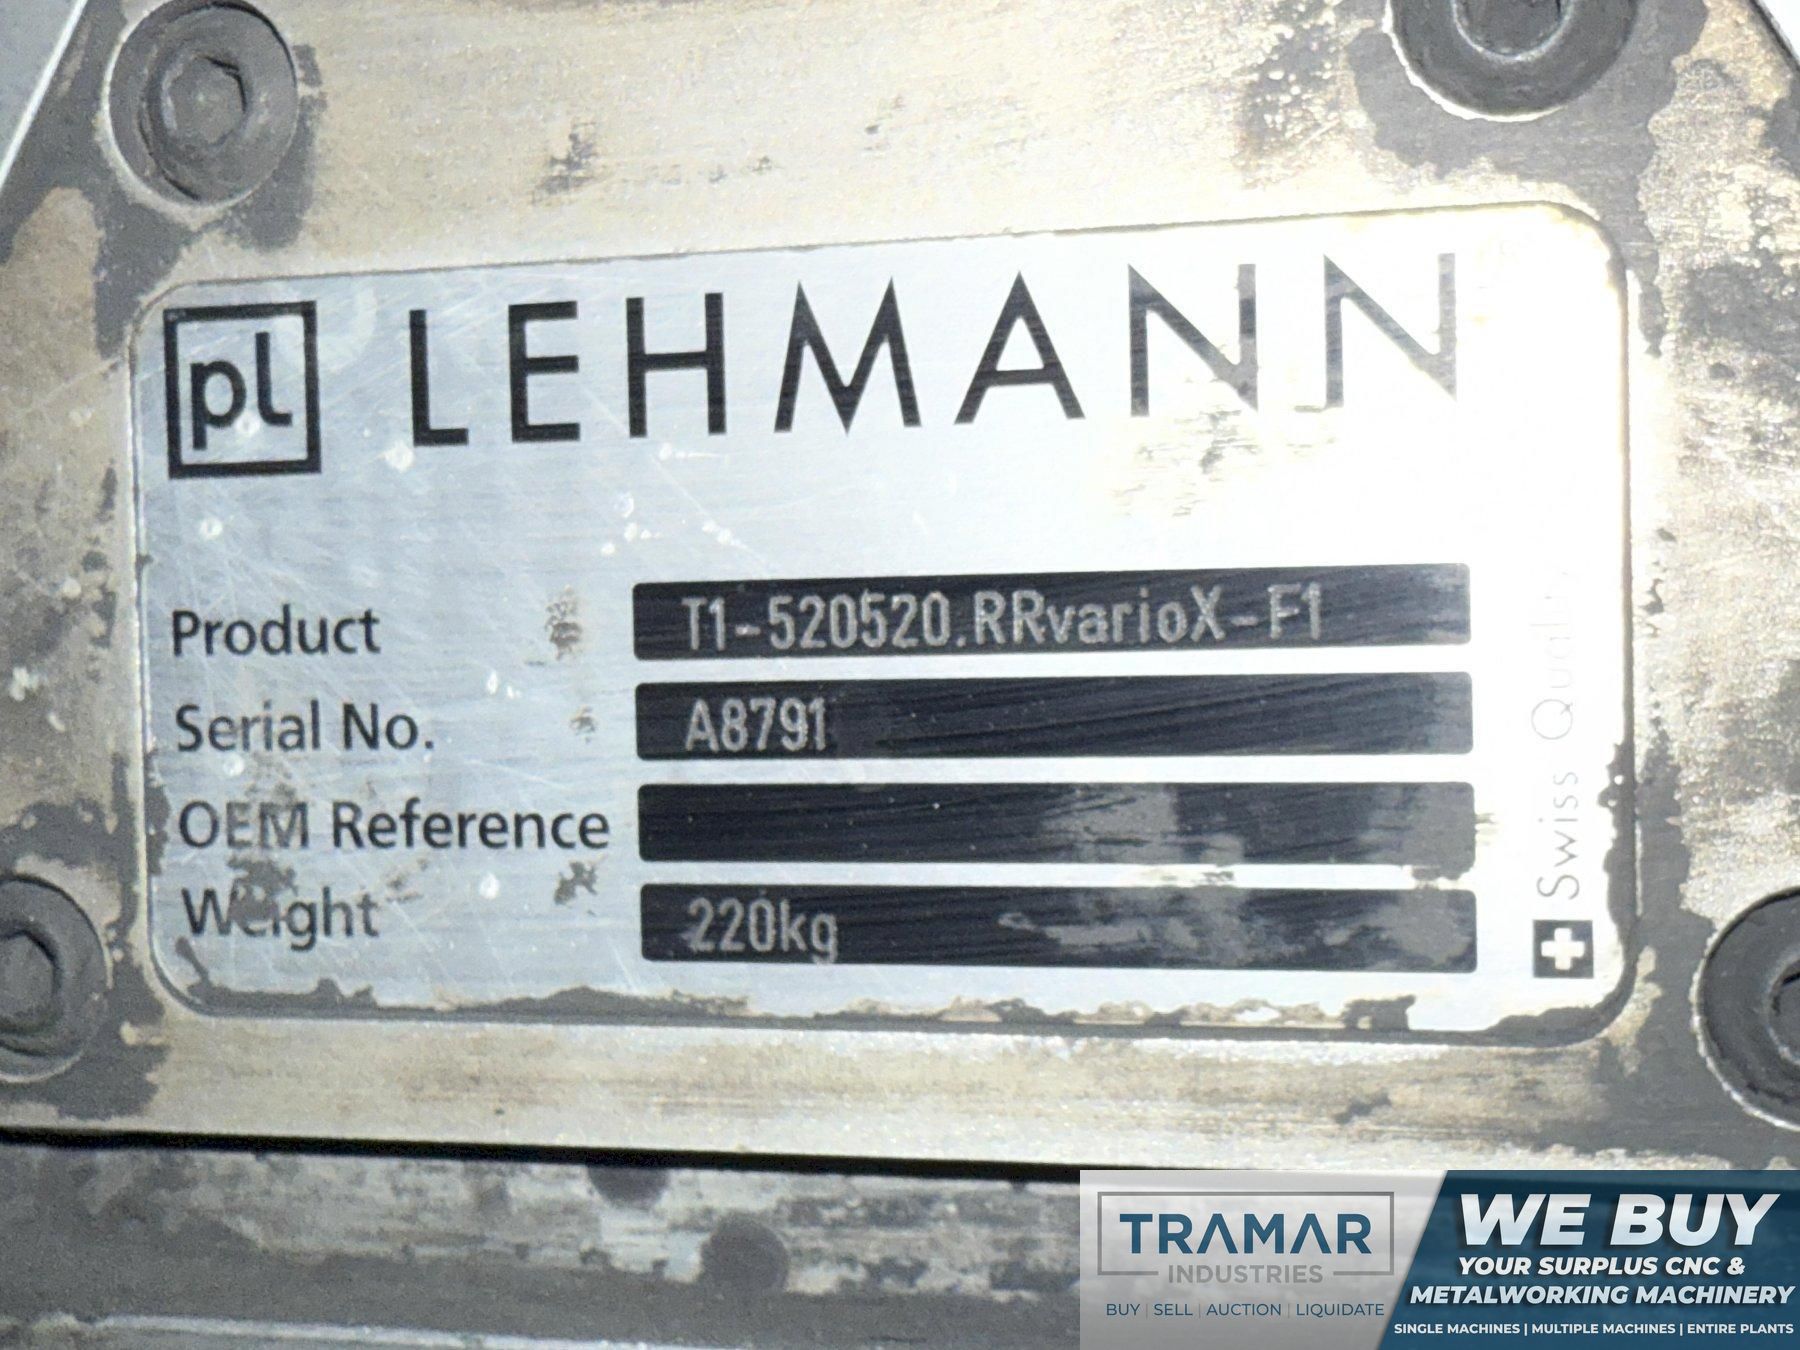 pl LEHMANN
Product T1-520520.RRvarioX-F1
Serial No. A8791
OEM Reference
Weight 220kg
Swiss Quality
TRAMAR
INDUSTRIES
BUY | SELL | AUCTION | LIQUIDATE
WE BUY
YOUR SURPLUS CNC &
METALWORKING MACHINERY
SINGLE MACHINES | MULTIPLE MACHINES | ENTIRE PLANTS